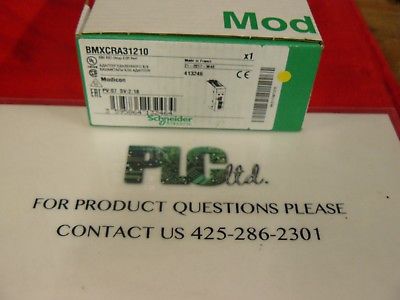 Mod
BMXCRA31210
x1
Made in France
413246
Modicon
PV:07 SV:2.18
Schneider
Electric
PLC
ltd.
FOR PRODUCT QUESTIONS PLEASE
CONTACT US 425-286-2301